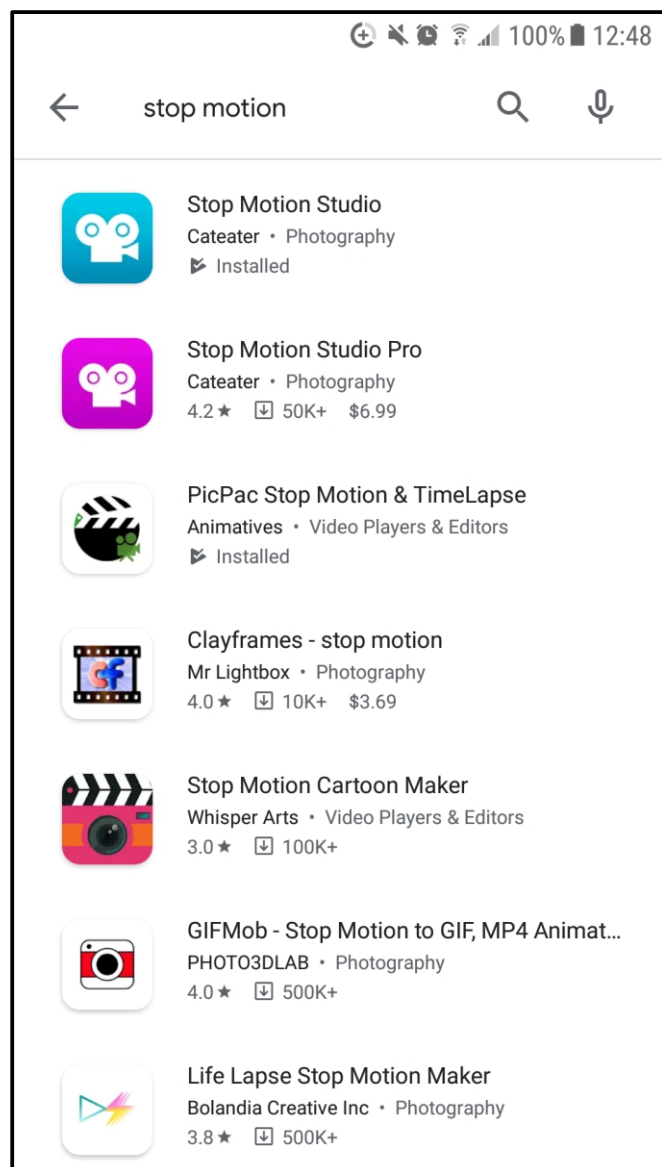 100% 12:48
stop motion
Stop Motion Studio
Cateater • Photography
Installed
Stop Motion Studio Pro
Cateater • Photography
4.2 ★ 50K+ $6.99
PicPac Stop Motion & TimeLapse
Animatives • Video Players & Editors
Installed
cf
Clayframes - stop motion
Mr Lightbox • Photography
4.0 ★ 10K+ $3.69
Stop Motion Cartoon Maker
Whisper Arts • Video Players & Editors
3.0 ★ 100K+
GIFMob - Stop Motion to GIF, MP4 Animat...
PHOTO3DLAB • Photography
4.0 ★ 500K+
Life Lapse Stop Motion Maker
Bolandia Creative Inc • Photography
3.8 ★ 500K+